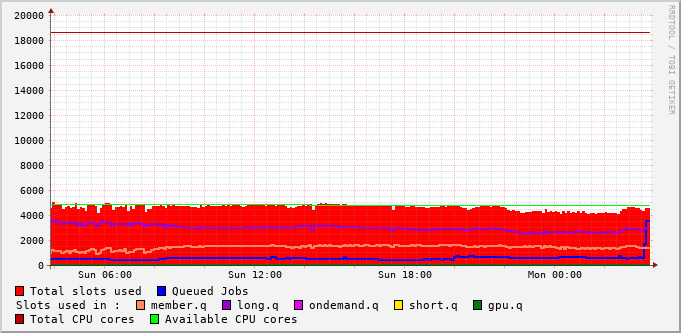 RRDTOOL / TOBI OETIKER
20000
18000
16000
14000
12000
10000
8000
6000
4000
2000
0
Sun 06:00 Sun 12:00 Sun 18:00 Mon 00:00
Total slots used Queued Jobs
Slots used in : member.q long.q ondemand.q short.q gpu.q
Total CPU cores Available CPU cores